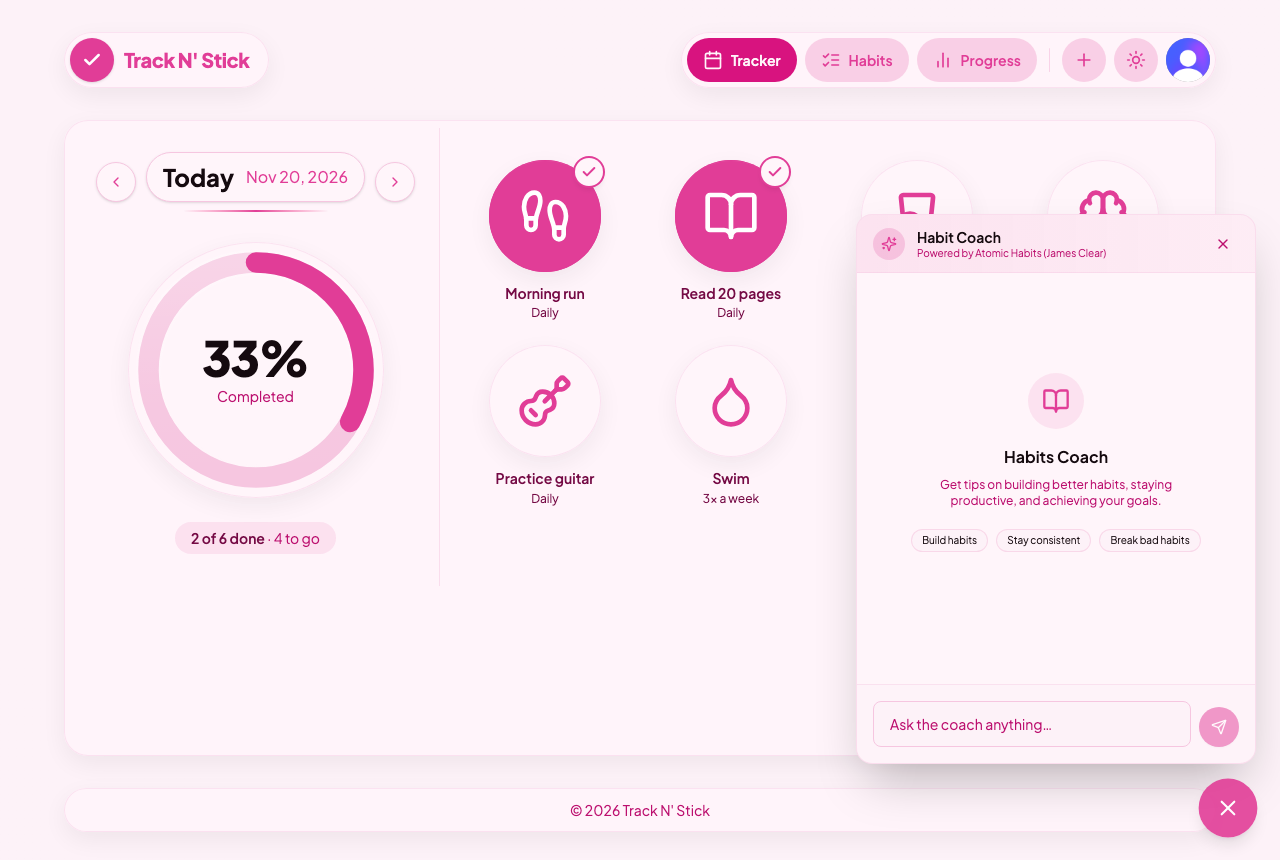 Track N' Stick
Tracker
Habits
Progress
Today
Nov 20, 2026
33%
Completed
2 of 6 done · 4 to go
Morning run
Daily
Read 20 pages
Daily
Practice guitar
Daily
Swim
3× a week
Habit Coach
Powered by Atomic Habits (James Clear)
Habits Coach
Get tips on building better habits, staying
productive, and achieving your goals.
Build habits
Stay consistent
Break bad habits
Ask the coach anything…
© 2026 Track N' Stick